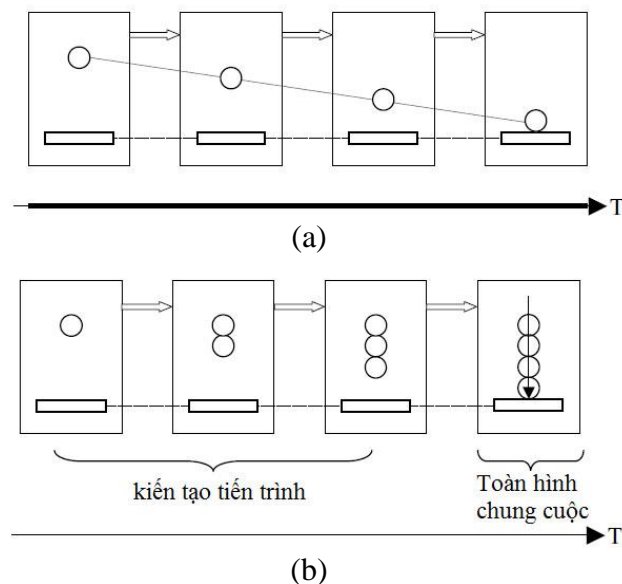 T
(a)
kiến tạo tiến trình
Toàn hình
chung cuộc
T
(b)